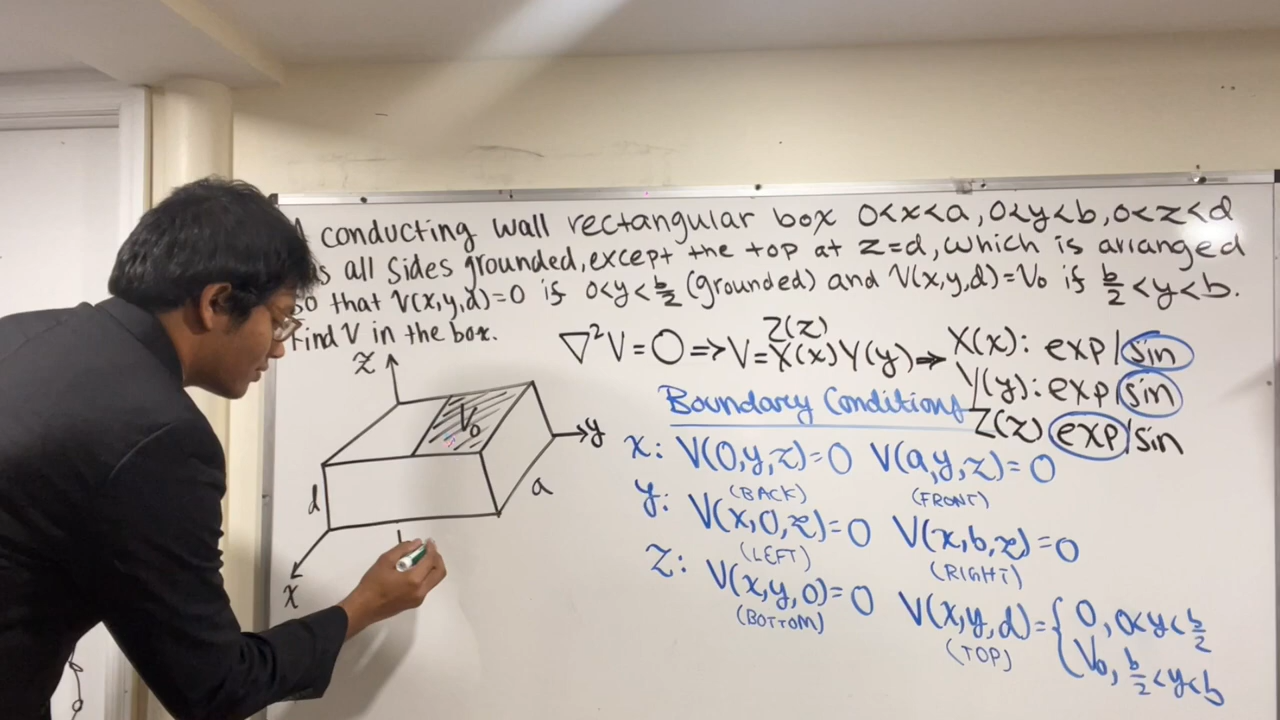 conducting wall rectangular box 0<x<a, 0<y<b, 0<z<d
all sides grounded, except the top at z=d, which is arranged
so that V(x,y,d)=0 if 0<y<b/2 (grounded) and V(x,y,d)=V₀ if b/2<y<b.
Find V in the box.
∇²V=0⇒V=X(x)Y(y)Z(z)⇒
X(x): exp/sin
Y(y): exp/sin
Z(z) exp/sin
z
V₀
y
d
a
x
Boundary Conditions
x: V(0,y,z)=0 V(a,y,z)=0
(BACK) (FRONT)
y: V(x,0,z)=0 V(x,b,z)=0
(LEFT) (RIGHT)
z: V(x,y,0)=0 V(x,y,d)={0, 0<y<b/2
(BOTTOM) (TOP)
V₀, b/2<y<b